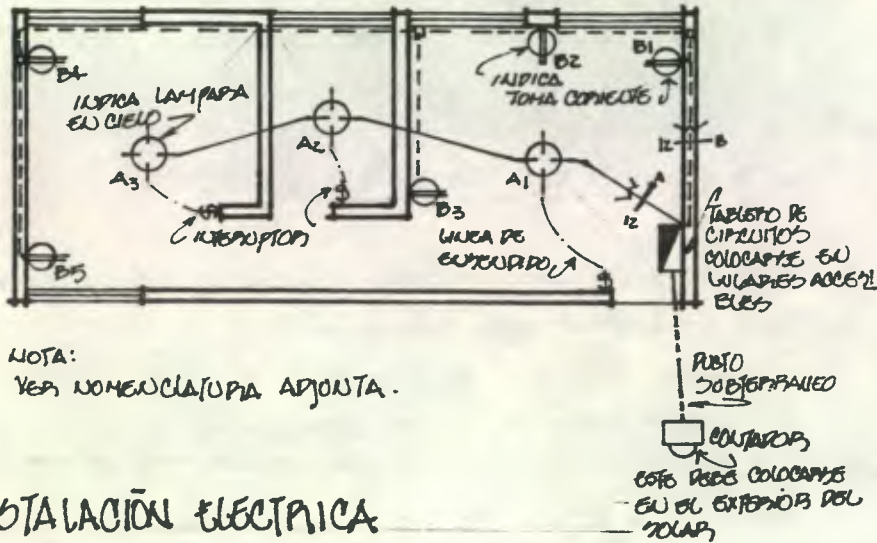 B4
INDICA LAMPARA
EN CIELO
A3
A2
INDICA
TOMA CORRIENTE
B2
B1
A1
12
B
A
12
$
$
$
INTERRUPTOR
B3
LINEA DE
ENCENDIDO
B5
TABLERO DE
CIRCUITOS
COLOCARSE EN
LUGARES ACCESI
BLES
NOTA:
VER NOMENCLATURA ADJUNTA.
DUCTO
SUBTERRANEO
CONTADOR
ESTE DEBE COLOCARSE
EN EL EXTERIOR DEL
SOLAR
STALACIÓN ELECTRICA